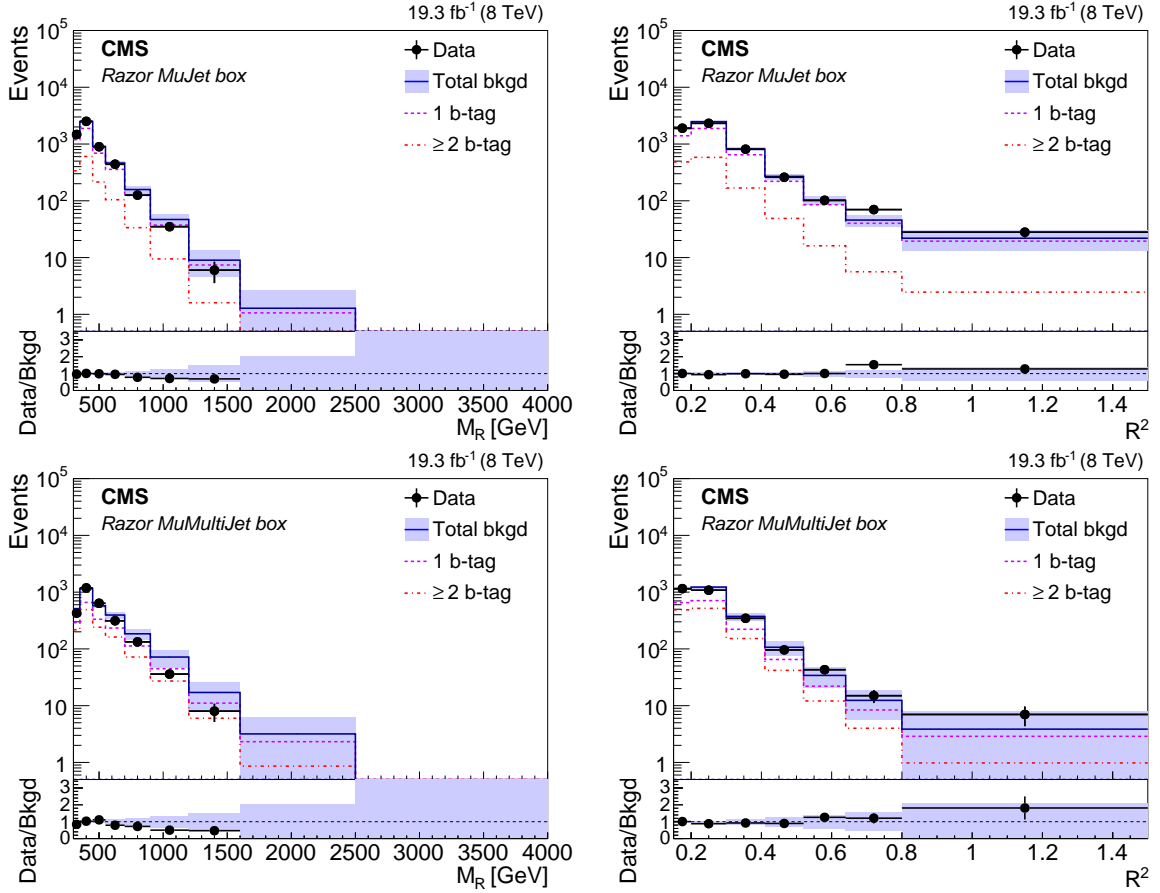 19.3 fb⁻¹ (8 TeV)
Events
10⁵
10⁴
10³
10²
10
1
CMS
Razor MuJet box
Data
Total bkgd
1 b-tag
≥ 2 b-tag
Data/Bkgd
3
2
1
0
500 1000 1500 2000 2500 3000 3500 4000
M_R [GeV]
19.3 fb⁻¹ (8 TeV)
Events
10⁵
10⁴
10³
10²
10
1
CMS
Razor MuJet box
Data
Total bkgd
1 b-tag
≥ 2 b-tag
Data/Bkgd
3
2
1
0
0.2 0.4 0.6 0.8 1 1.2 1.4
R²
19.3 fb⁻¹ (8 TeV)
Events
10⁵
10⁴
10³
10²
10
1
CMS
Razor MuMultiJet box
Data
Total bkgd
1 b-tag
≥ 2 b-tag
Data/Bkgd
3
2
1
0
500 1000 1500 2000 2500 3000 3500 4000
M_R [GeV]
19.3 fb⁻¹ (8 TeV)
Events
10⁵
10⁴
10³
10²
10
1
CMS
Razor MuMultiJet box
Data
Total bkgd
1 b-tag
≥ 2 b-tag
Data/Bkgd
3
2
1
0
0.2 0.4 0.6 0.8 1 1.2 1.4
R²